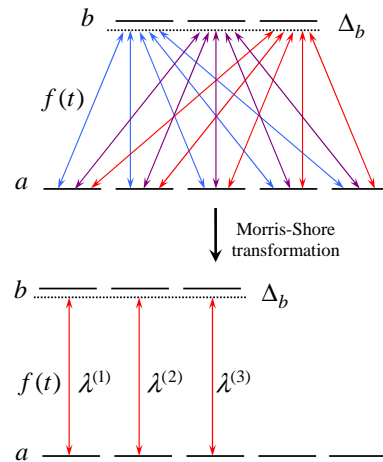 b
Δ_b
f(t)
a
Morris-Shore
transformation
b
Δ_b
f(t) λ^(1) λ^(2) λ^(3)
a